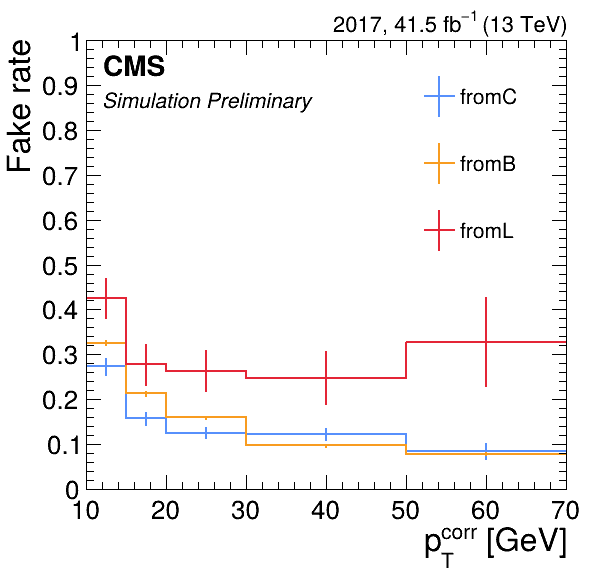 2017, 41.5 fb⁻¹ (13 TeV)
CMS
Simulation Preliminary
fromC
fromB
fromL
Fake rate
1
0.9
0.8
0.7
0.6
0.5
0.4
0.3
0.2
0.1
0
10 20 30 40 50 60 70
p_T^corr [GeV]